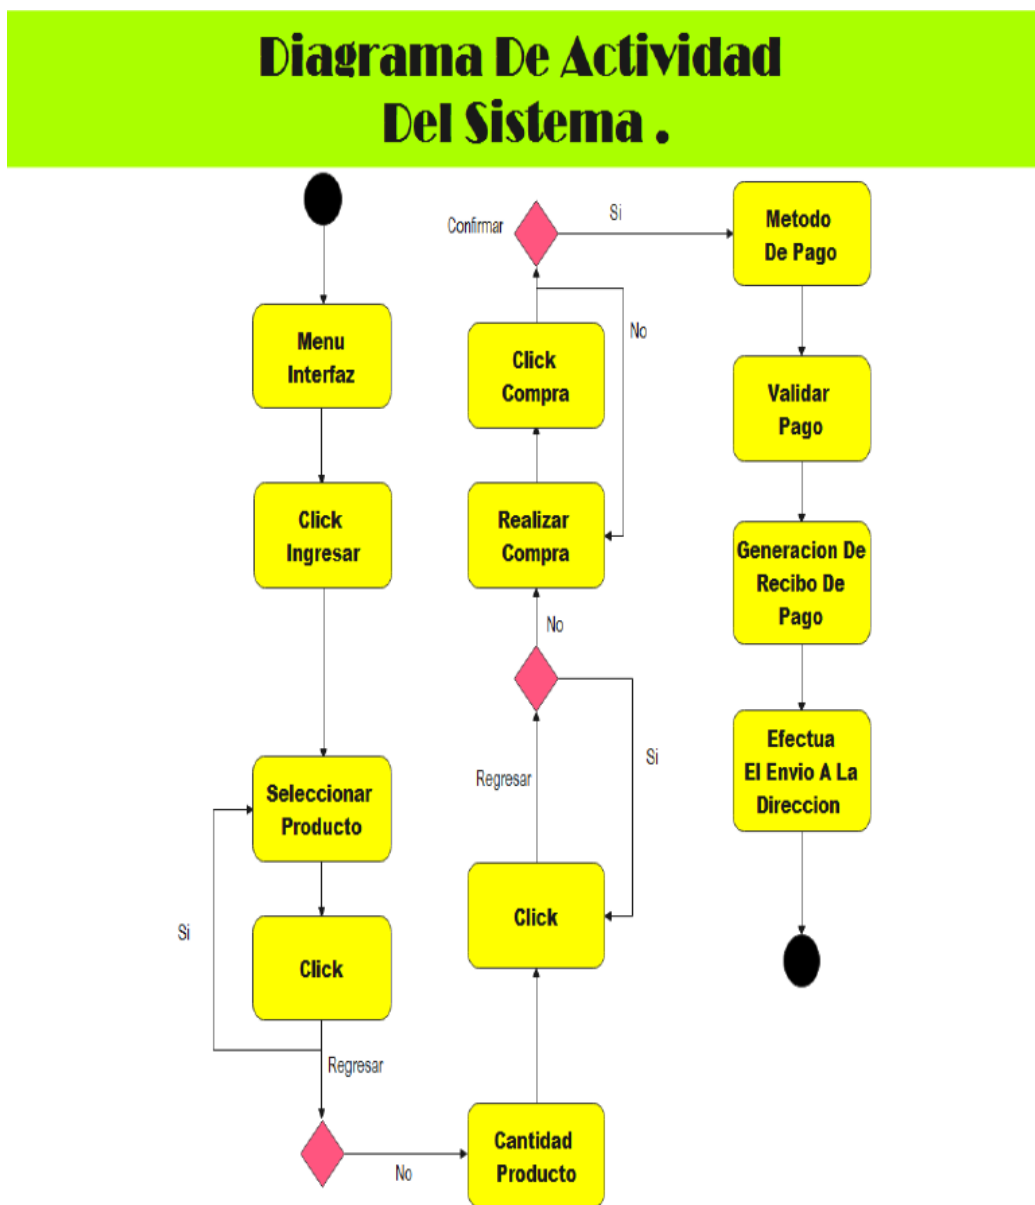 Diagrama De Actividad
Del Sistema .
Menu
Interfaz
Click
Ingresar
Seleccionar
Producto
Si
Click
Regresar
No
Cantidad
Producto
Click
Regresar
Si
No
Realizar
Compra
Click
Compra
No
Confirmar
Si
Metodo
De Pago
Validar
Pago
Generacion De
Recibo De
Pago
Efectua
El Envio A La
Direccion